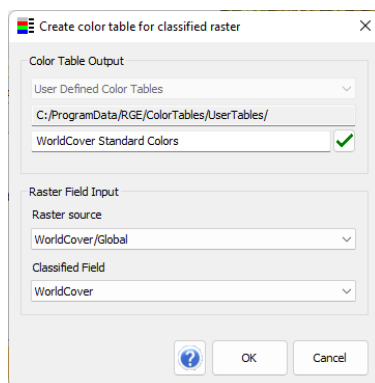 Create color table for classified raster
Color Table Output
User Defined Color Tables
C:/ProgramData/RGE/ColorTables/UserTables/
WorldCover Standard Colors
Raster Field Input
Raster source
WorldCover/Global
Classified Field
WorldCover
?
OK
Cancel